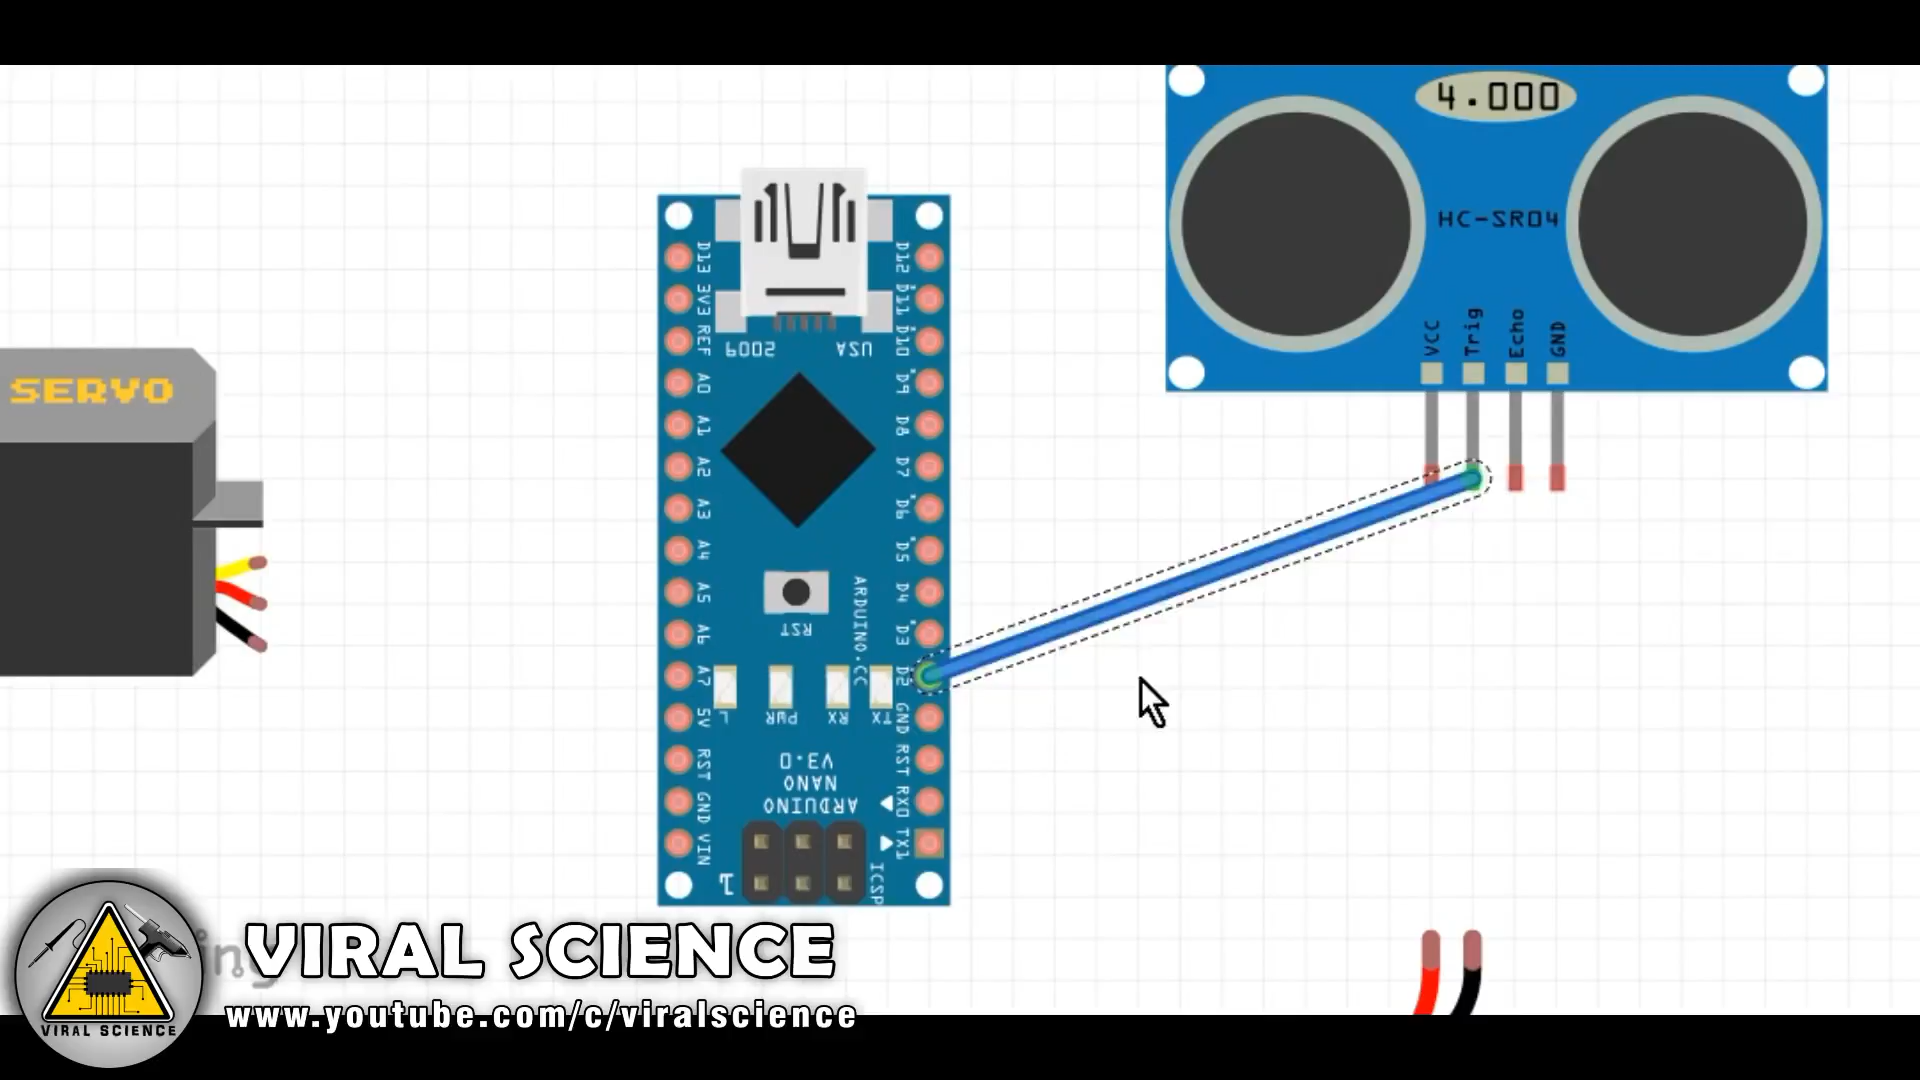 4.000
HC-SR04
VCC
Trig
Echo
GND
SERVO
D13
3V3
REF
A0
A1
A2
A3
A4
A5
A6
A7
5V
RST
GND
VIN
D12
D11
D10
D9
D8
D7
D6
D5
D4
D3
D2
GND
RST
RX0
TX1
USA
2009
RST
ARDUINO.CC
L
PWR
RX
TX
ARDUINO
NANO
V3.0
1
ICSP
ing
VIRAL SCIENCE
www.youtube.com/c/viralscience
VIRAL SCIENCE